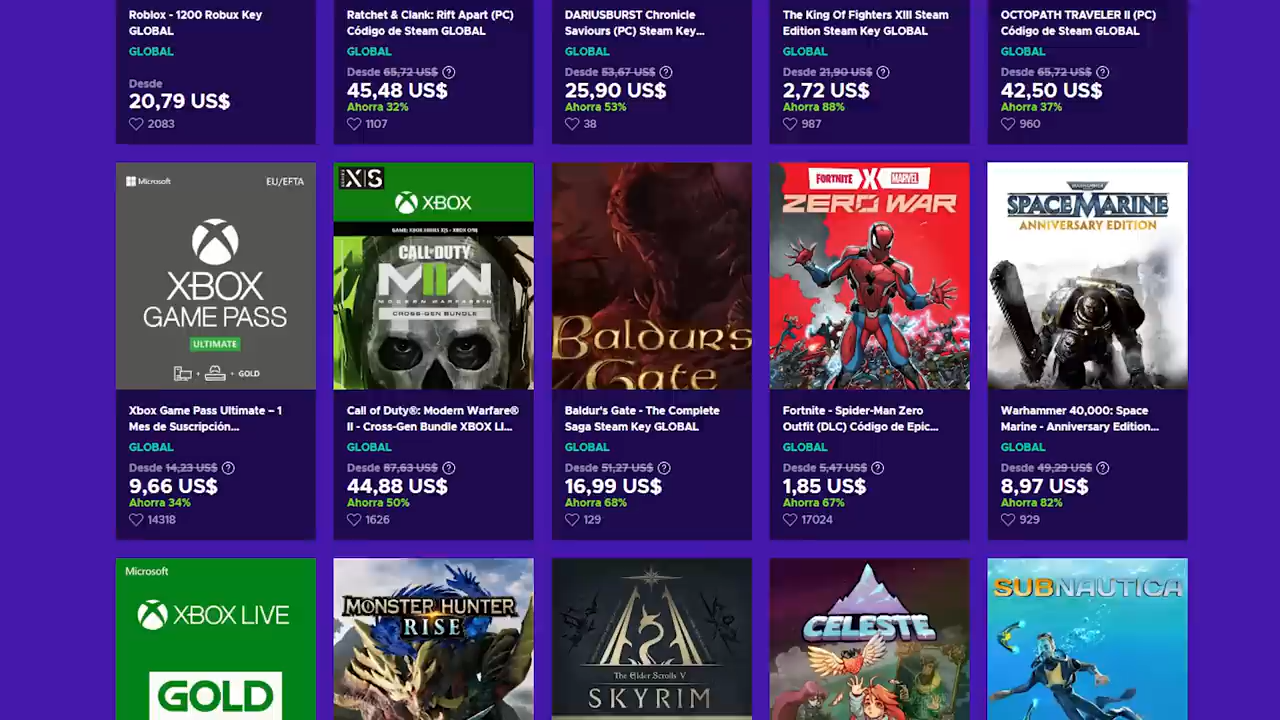 Roblox - 1200 Robux Key
GLOBAL
GLOBAL
Desde
20,79 US$
2083
Ratchet & Clank: Rift Apart (PC)
Código de Steam GLOBAL
GLOBAL
Desde 65,72 US$
45,48 US$
Ahorra 32%
1107
DARIUSBURST Chronicle
Saviours (PC) Steam Key...
GLOBAL
Desde 53,67 US$
25,90 US$
Ahorra 53%
38
The King Of Fighters XIII Steam
Edition Steam Key GLOBAL
GLOBAL
Desde 21,90 US$
2,72 US$
Ahorra 88%
987
OCTOPATH TRAVELER II (PC)
Código de Steam GLOBAL
GLOBAL
Desde 65,72 US$
42,50 US$
Ahorra 37%
960
Microsoft
EU/EFTA
XBOX
GAME PASS
ULTIMATE
+ + GOLD
Xbox Game Pass Ultimate – 1
Mes de Suscripción...
GLOBAL
Desde 14,23 US$
9,66 US$
Ahorra 34%
14318
X|S
XBOX
GAME: XBOX SERIES X|S - XBOX ONE
CALL OF DUTY
MWII
MODERN WARFARE II
CROSS-GEN BUNDLE
Call of Duty®: Modern Warfare®
II - Cross-Gen Bundle XBOX LI...
GLOBAL
Desde 87,63 US$
44,88 US$
Ahorra 50%
1626
BALDUR'S
Gate
Baldur's Gate - The Complete
Saga Steam Key GLOBAL
GLOBAL
Desde 51,27 US$
16,99 US$
Ahorra 68%
129
FORTNITE X MARVEL
ZERO WAR
Fortnite - Spider-Man Zero
Outfit (DLC) Código de Epic...
GLOBAL
Desde 5,47 US$
1,85 US$
Ahorra 67%
17024
WARHAMMER
SPACE MARINE
ANNIVERSARY EDITION
Warhammer 40,000: Space
Marine - Anniversary Edition...
GLOBAL
Desde 49,29 US$
8,97 US$
Ahorra 82%
929
Microsoft
XBOX LIVE
GOLD
MONSTER HUNTER
RISE
The Elder Scrolls V
SKYRIM
CELESTE
SUBNAUTICA